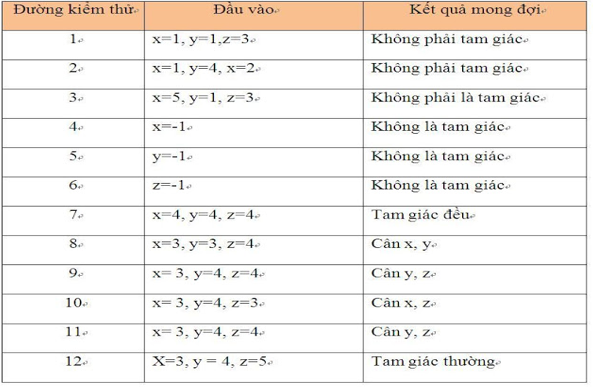 Đường kiểm thử Đầu vào Kết quả mong đợi
1 x=1, y=1,z=3 Không phải tam giác
2 x=1, y=4, x=2 Không phải tam giác
3 x=5, y=1, z=3 Không phải là tam giác
4 x=-1 Không là tam giác
5 y=-1 Không là tam giác
6 z=-1 Không là tam giác
7 x=4, y=4, z=4 Tam giác đều
8 x=3, y=3, z=4 Cân x, y
9 x= 3, y=4, z=4 Cân y, z
10 x= 3, y=4, z=3 Cân x, z
11 x= 3, y=4, z=4 Cân y, z
12 X=3, y = 4, z=5 Tam giác thường